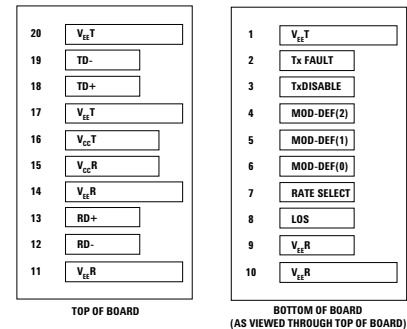 20 VEET
19 TD-
18 TD+
17 VEET
16 VCCT
15 VCCR
14 VEER
13 RD+
12 RD-
11 VEER
TOP OF BOARD
1 VEET
2 Tx FAULT
3 TxDISABLE
4 MOD-DEF(2)
5 MOD-DEF(1)
6 MOD-DEF(0)
7 RATE SELECT
8 LOS
9 VEER
10 VEER
BOTTOM OF BOARD
(AS VIEWED THROUGH TOP OF BOARD)